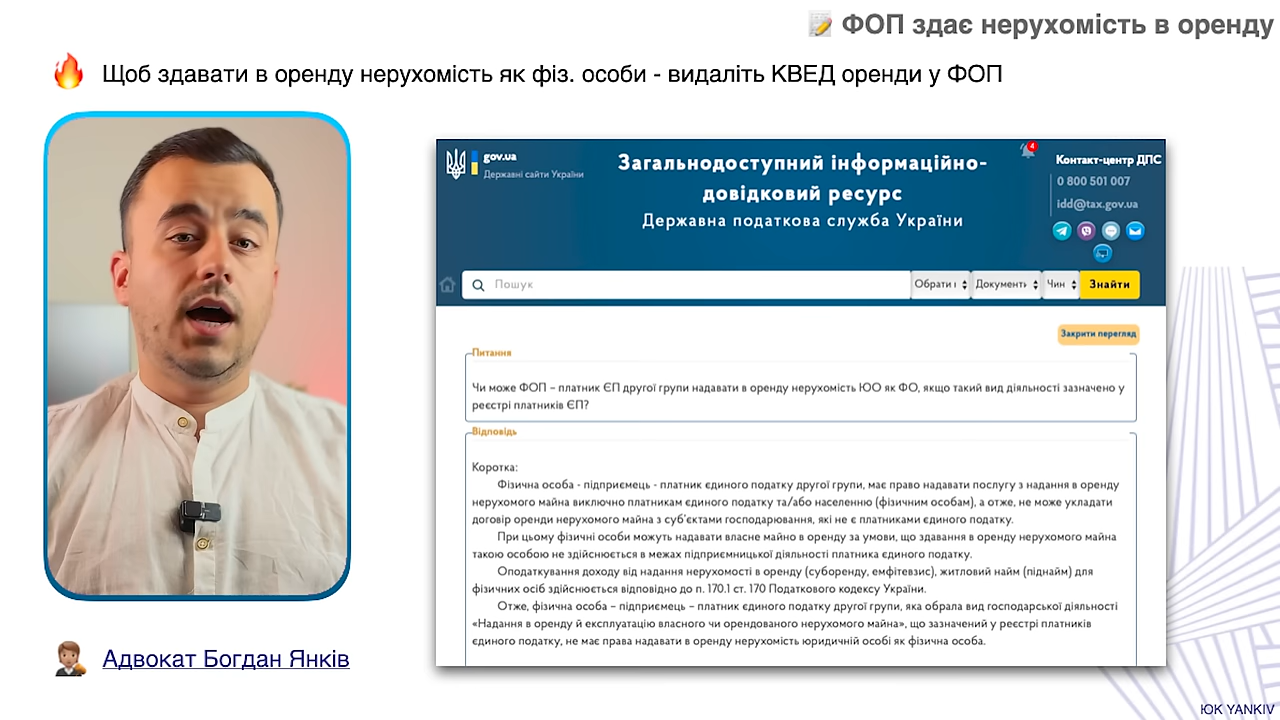 ФОП здає нерухомість в оренду
Щоб здавати в оренду нерухомість як фіз. особи - видаліть КВЕД оренди у ФОП
gov.ua
Державні сайти України
Загальнодоступний інформаційно-
довідковий ресурс
Державна податкова служба України
4
Контакт-центр ДПС
0 800 501 007
idd@tax.gov.ua
Пошук
Обрати
Документи
Чин
Знайти
Закрити перегляд
Питання
Чи може ФОП – платник ЄП другої групи надавати в оренду нерухомість ЮО як ФО, якщо такий вид діяльності зазначено у
реєстрі платників ЄП?
Відповідь
Коротка:
Фізична особа - підприємець - платник єдиного податку другої групи, має право надавати послугу з надання в оренду
нерухомого майна виключно платникам єдиного податку та/або населенню (фізичним особам), а отже, не може укладати
договір оренди нерухомого майна з суб'єктами господарювання, які не є платниками єдиного податку.
При цьому фізичні особи можуть надавати власне майно в оренду за умови, що здавання в оренду нерухомого майна
такою особою не здійснюється в межах підприємницької діяльності платника єдиного податку.
Оподаткування доходу від надання нерухомості в оренду (суборенду, емфітевзис), житловий найм (піднайм) для
фізичних осіб здійснюється відповідно до п. 170.1 ст. 170 Податкового кодексу України.
Отже, фізична особа – підприємець – платник єдиного податку другої групи, яка обрала вид господарської діяльності
«Надання в оренду й експлуатацію власного чи орендованого нерухомого майна», що зазначений у реєстрі платників
єдиного податку, не має права надавати в оренду нерухомість юридичній особі як фізична особа.
Адвокат Богдан Янків
ЮК YANKIV